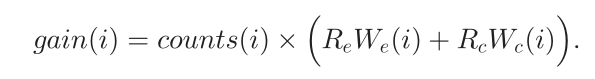 gain(i) = counts(i) × (R_e W_e(i) + R_c W_c(i)).